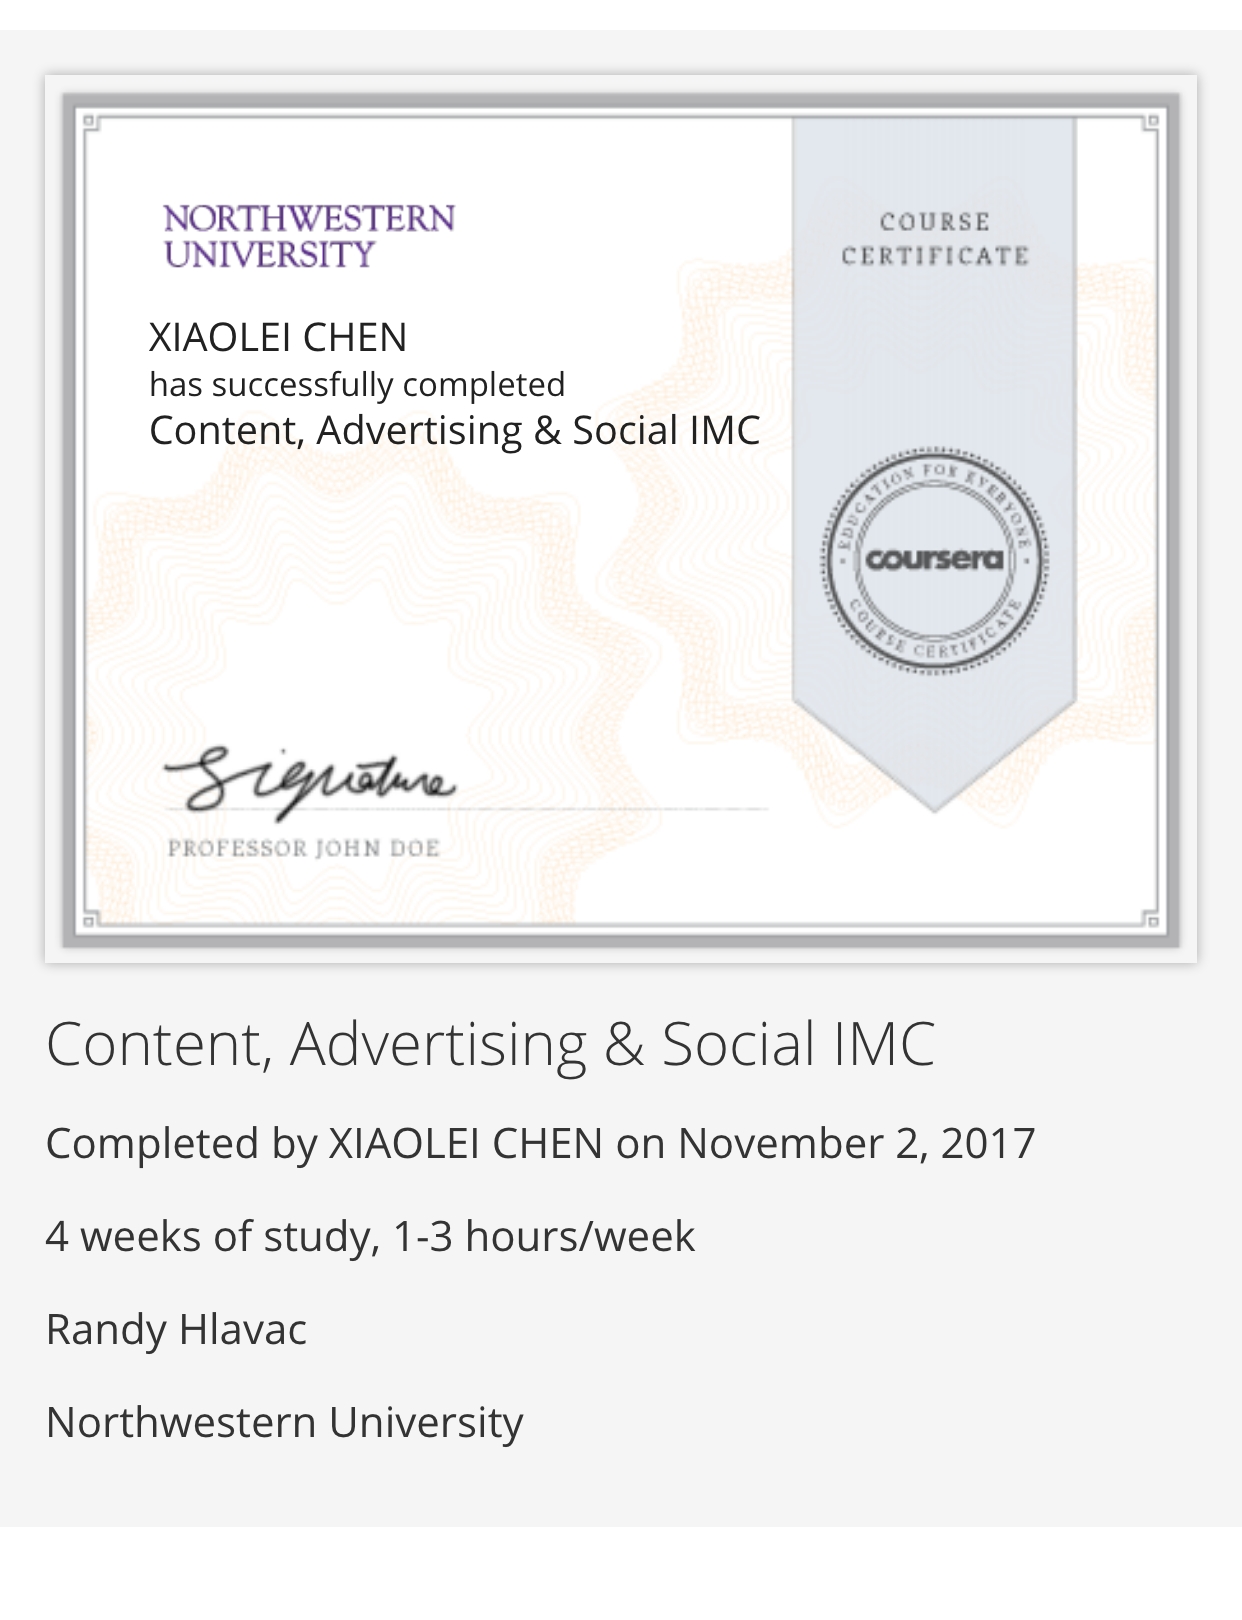 NORTHWESTERN
UNIVERSITY
COURSE
CERTIFICATE
XIAOLEI CHEN
has successfully completed
Content, Advertising & Social IMC
EDUCATION FOR EVERYONE
coursera
COURSE CERTIFICATE
Signature
PROFESSOR JOHN DOE
Content, Advertising & Social IMC
Completed by XIAOLEI CHEN on November 2, 2017
4 weeks of study, 1-3 hours/week
Randy Hlavac
Northwestern University